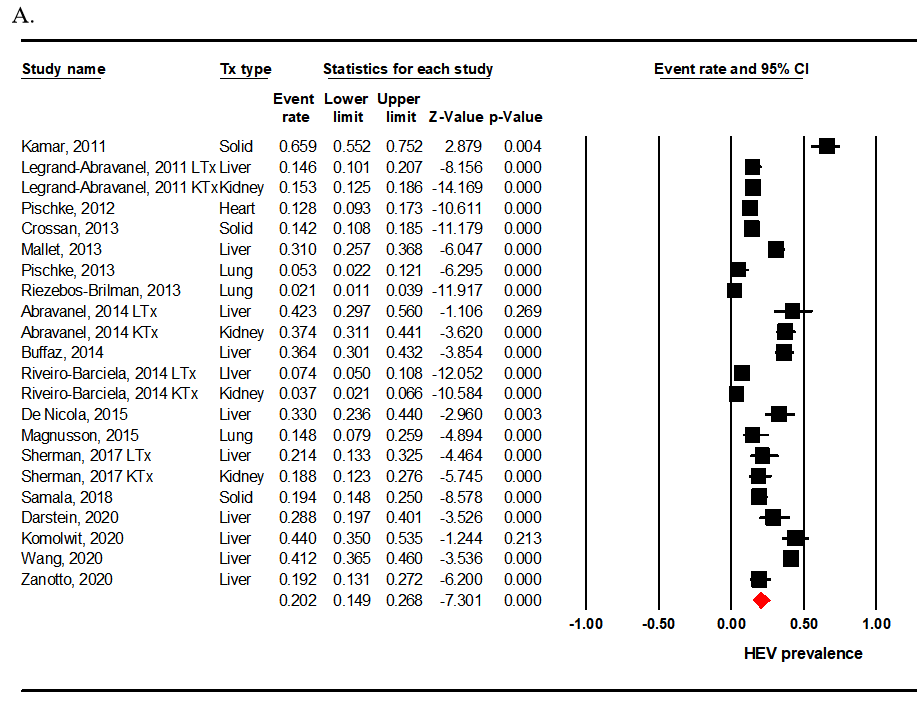 A.
Study name Tx type Statistics for each study Event rate and 95% CI
Event Lower Upper
rate limit limit Z-Value p-Value
Kamar, 2011 Solid 0.659 0.552 0.752 2.879 0.004
Legrand-Abravanel, 2011 LTx Liver 0.146 0.101 0.207 -8.156 0.000
Legrand-Abravanel, 2011 KTx Kidney 0.153 0.125 0.186 -14.169 0.000
Pischke, 2012 Heart 0.128 0.093 0.173 -10.611 0.000
Crossan, 2013 Solid 0.142 0.108 0.185 -11.179 0.000
Mallet, 2013 Liver 0.310 0.257 0.368 -6.047 0.000
Pischke, 2013 Lung 0.053 0.022 0.121 -6.295 0.000
Riezebos-Brilman, 2013 Lung 0.021 0.011 0.039 -11.917 0.000
Abravanel, 2014 LTx Liver 0.423 0.297 0.560 -1.106 0.269
Abravanel, 2014 KTx Kidney 0.374 0.311 0.441 -3.620 0.000
Buffaz, 2014 Liver 0.364 0.301 0.432 -3.854 0.000
Riveiro-Barciela, 2014 LTx Liver 0.074 0.050 0.108 -12.052 0.000
Riveiro-Barciela, 2014 KTx Kidney 0.037 0.021 0.066 -10.584 0.000
De Nicola, 2015 Liver 0.330 0.236 0.440 -2.960 0.003
Magnusson, 2015 Lung 0.148 0.079 0.259 -4.894 0.000
Sherman, 2017 LTx Liver 0.214 0.133 0.325 -4.464 0.000
Sherman, 2017 KTx Kidney 0.188 0.123 0.276 -5.745 0.000
Samala, 2018 Solid 0.194 0.148 0.250 -8.578 0.000
Darstein, 2020 Liver 0.288 0.197 0.401 -3.526 0.000
Komolwit, 2020 Liver 0.440 0.350 0.535 -1.244 0.213
Wang, 2020 Liver 0.412 0.365 0.460 -3.536 0.000
Zanotto, 2020 Liver 0.192 0.131 0.272 -6.200 0.000
0.202 0.149 0.268 -7.301 0.000
-1.00 -0.50 0.00 0.50 1.00
HEV prevalence